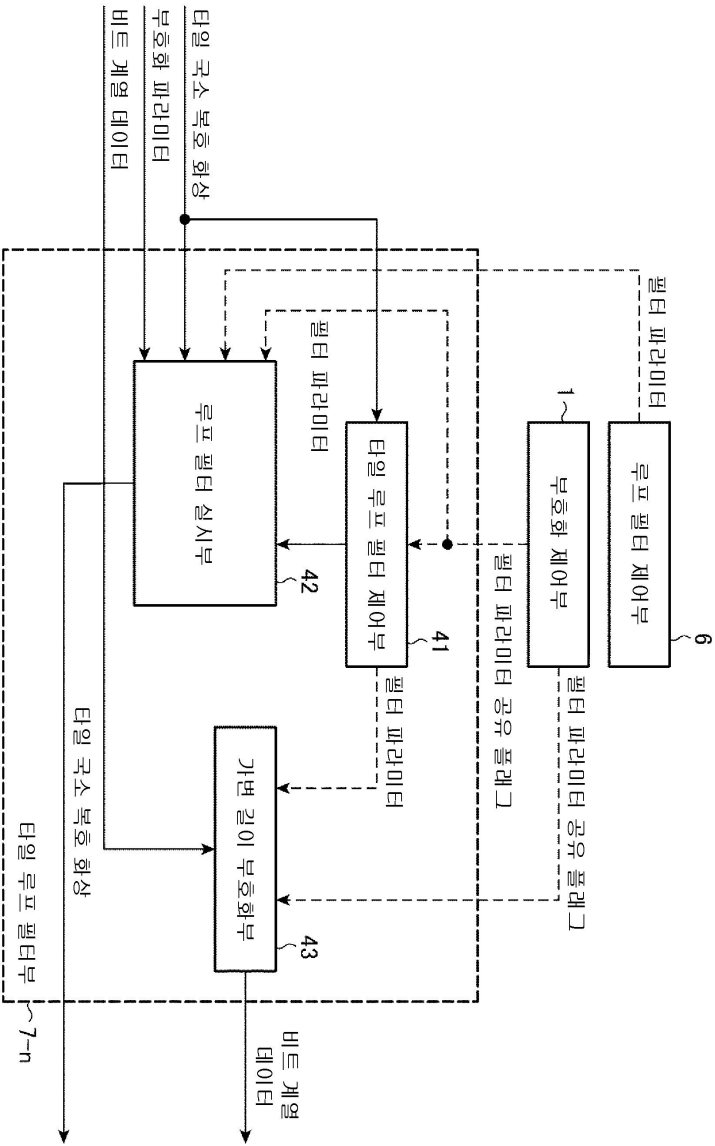 6
루프 필터 제어부
필터 파라미터
1
부호화 제어부
필터 파라미터 공유 플래그
필터 파라미터 공유 플래그
41
타일 루프 필터 제어부
필터 파라미터
필터 파라미터
타일 국소 복호 화상
부호화 파라미터
비트 계열 데이터
루프 필터 실시부
42
가변 길이 부호화부
43
비트 계열
데이터
타일 국소 복호 화상
타일 루프 필터부
7-n